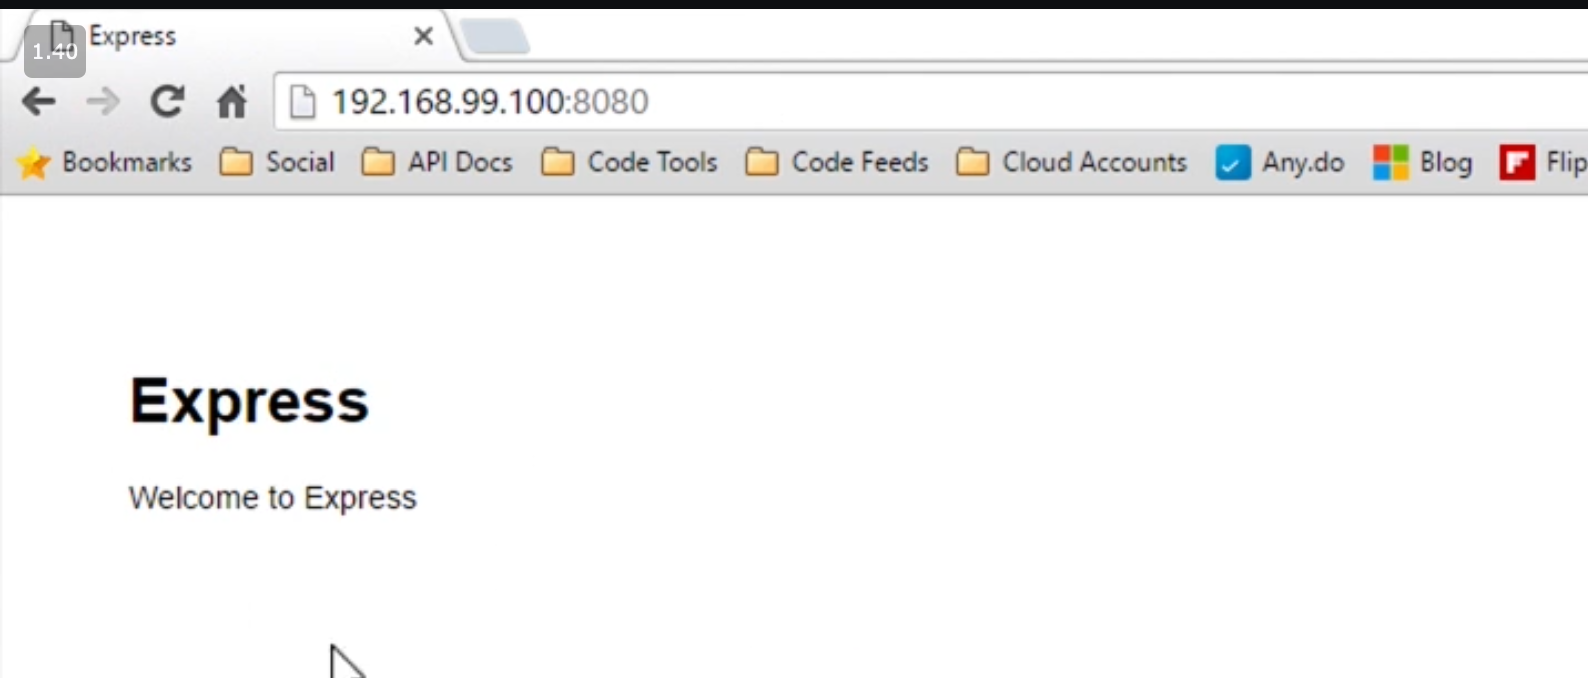 Express
1.40
192.168.99.100:8080
Bookmarks Social API Docs Code Tools Code Feeds Cloud Accounts Any.do Blog Flip
Express
Welcome to Express